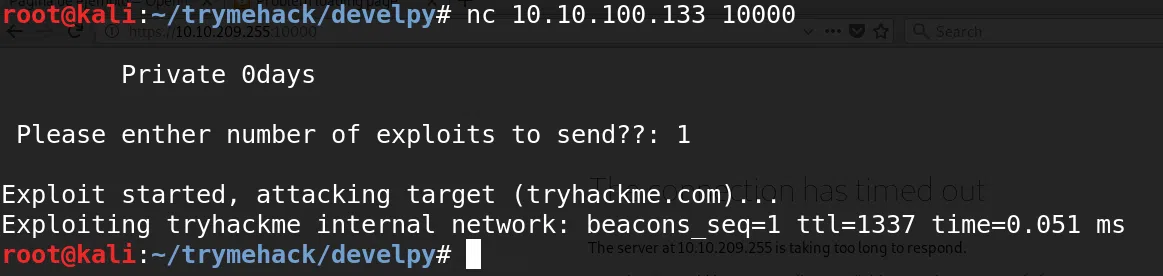 root@kali:~/trymehack/develpy# nc 10.10.100.133 10000
https://10.10.209.255:10000
Search
Private 0days
Please enther number of exploits to send??: 1
The connection has timed out
Exploit started, attacking target (tryhackme.com)...
Exploiting tryhackme internal network: beacons_seq=1 ttl=1337 time=0.051 ms
root@kali:~/trymehack/develpy#
The server at 10.10.209.255 is taking too long to respond.